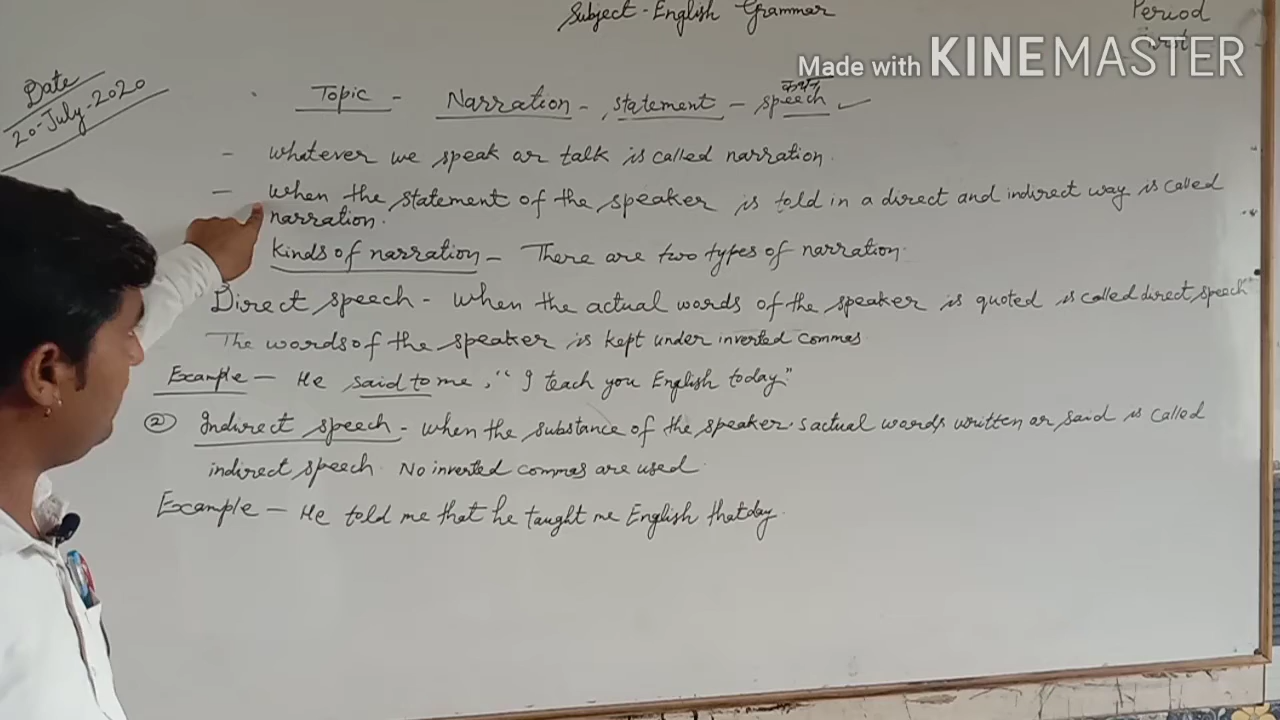 Subject - English Grammar
Period
Made with KINEMASTER
Date
20-July-2020
कथन
Topic - Narration - statement - speech
- whatever we speak or talk is called narration.
- when the statement of the speaker is told in a direct and indirect way is called
narration.
Kinds of narration - There are two types of narration.
Direct speech - when the actual words of the speaker is quoted is called direct speech
The words of the speaker is kept under inverted commas
Example - He said to me, "I teach you English today."
② Indirect speech - when the substance of the speaker's actual words written or said is called
indirect speech. No inverted commas are used.
Example - He told me that he taught me English that day.